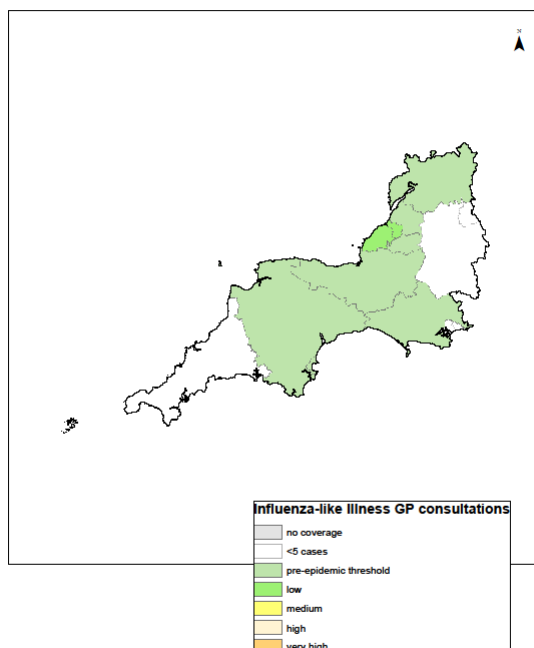 N
Influenza-like Illness GP consultations
no coverage
<5 cases
pre-epidemic threshold
low
medium
high
very high